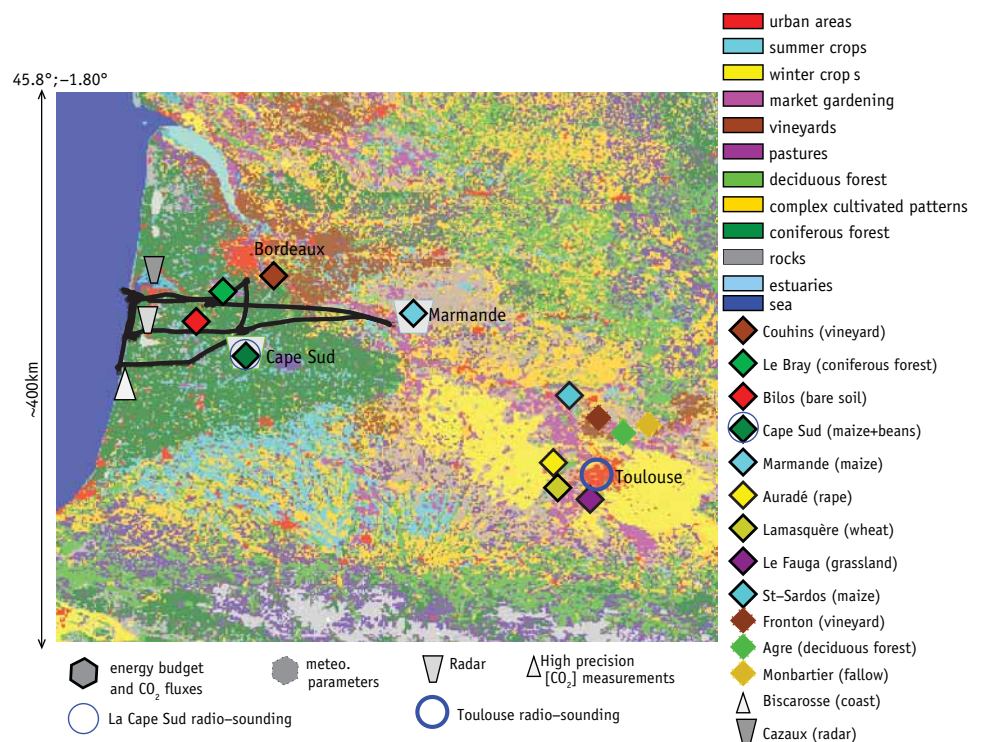 urban areas
summer crops
winter crop s
market gardening
vineyards
pastures
deciduous forest
complex cultivated patterns
coniferous forest
rocks
estuaries
sea
Couhins (vineyard)
Le Bray (coniferous forest)
Bilos (bare soil)
Cape Sud (maize+beans)
Marmande (maize)
Auradé (rape)
Lamasquère (wheat)
Le Fauga (grassland)
St–Sardos (maize)
Fronton (vineyard)
Agre (deciduous forest)
Monbartier (fallow)
Biscarosse (coast)
Cazaux (radar)
45.8°;–1.80°
~400km
Bordeaux
Marmande
Cape Sud
Toulouse
energy budget
and CO₂ fluxes
meteo.
parameters
Radar
High precision
[CO₂] measurements
La Cape Sud radio–sounding
Toulouse radio–sounding